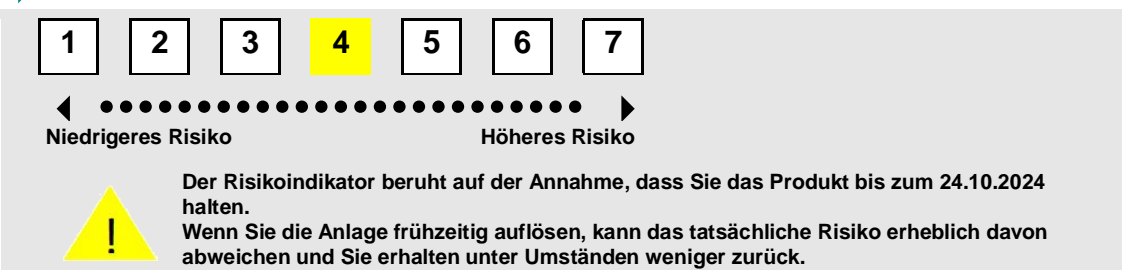 1 2 3 4 5 6 7
Niedrigeres Risiko Höheres Risiko
Der Risikoindikator beruht auf der Annahme, dass Sie das Produkt bis zum 24.10.2024
halten.
! Wenn Sie die Anlage frühzeitig auflösen, kann das tatsächliche Risiko erheblich davon
abweichen und Sie erhalten unter Umständen weniger zurück.